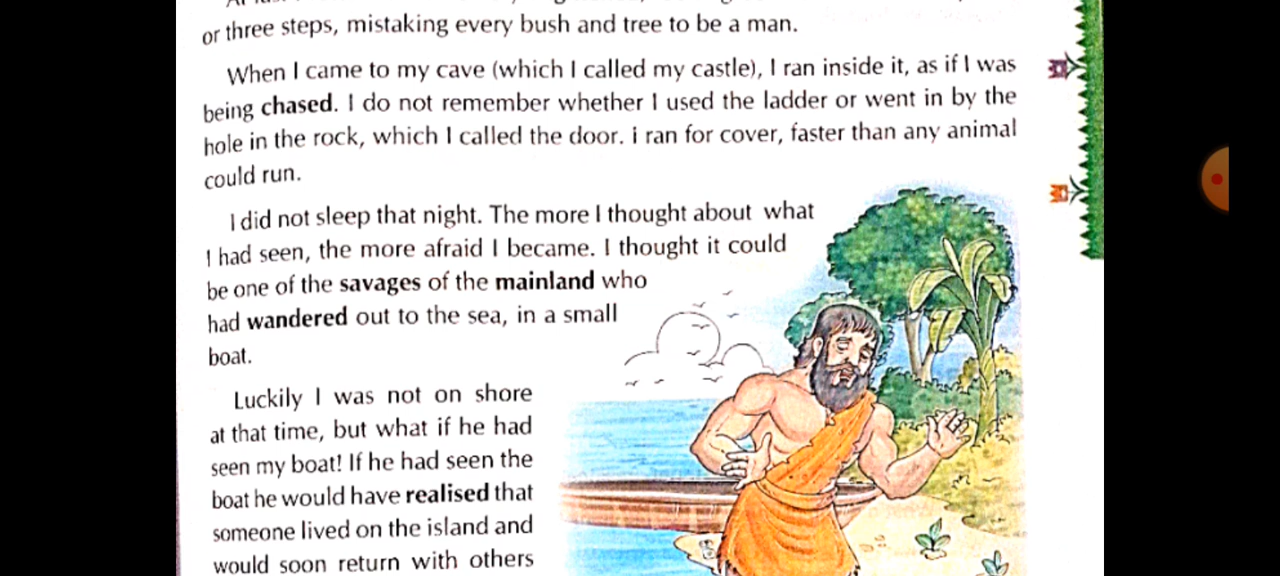 or three steps, mistaking every bush and tree to be a man.
When I came to my cave (which I called my castle), I ran inside it, as if I was
being chased. I do not remember whether I used the ladder or went in by the
hole in the rock, which I called the door. i ran for cover, faster than any animal
could run.
I did not sleep that night. The more I thought about what
I had seen, the more afraid I became. I thought it could
be one of the savages of the mainland who
had wandered out to the sea, in a small
boat.
Luckily I was not on shore
at that time, but what if he had
seen my boat! If he had seen the
boat he would have realised that
someone lived on the island and
would soon return with others